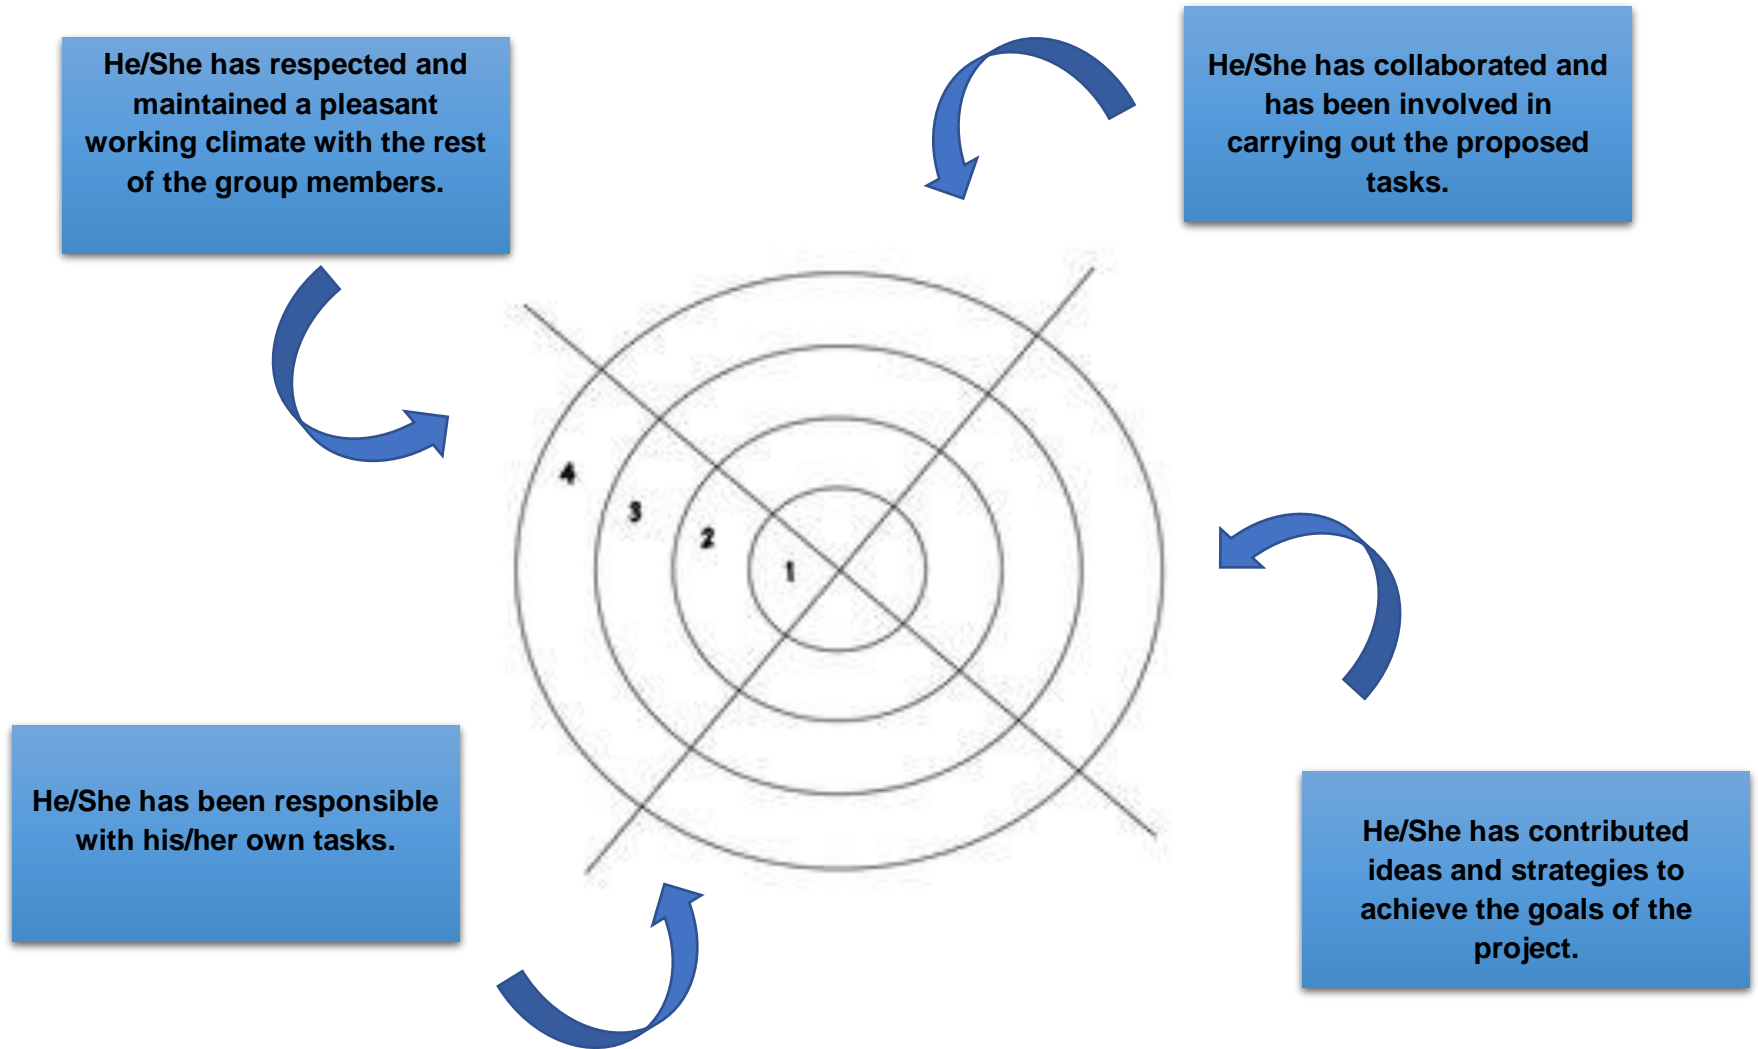 He/She has respected and
maintained a pleasant
working climate with the rest
of the group members.
He/She has collaborated and
has been involved in
carrying out the proposed
tasks.
4
3
2
1
He/She has been responsible
with his/her own tasks.
He/She has contributed
ideas and strategies to
achieve the goals of the
project.